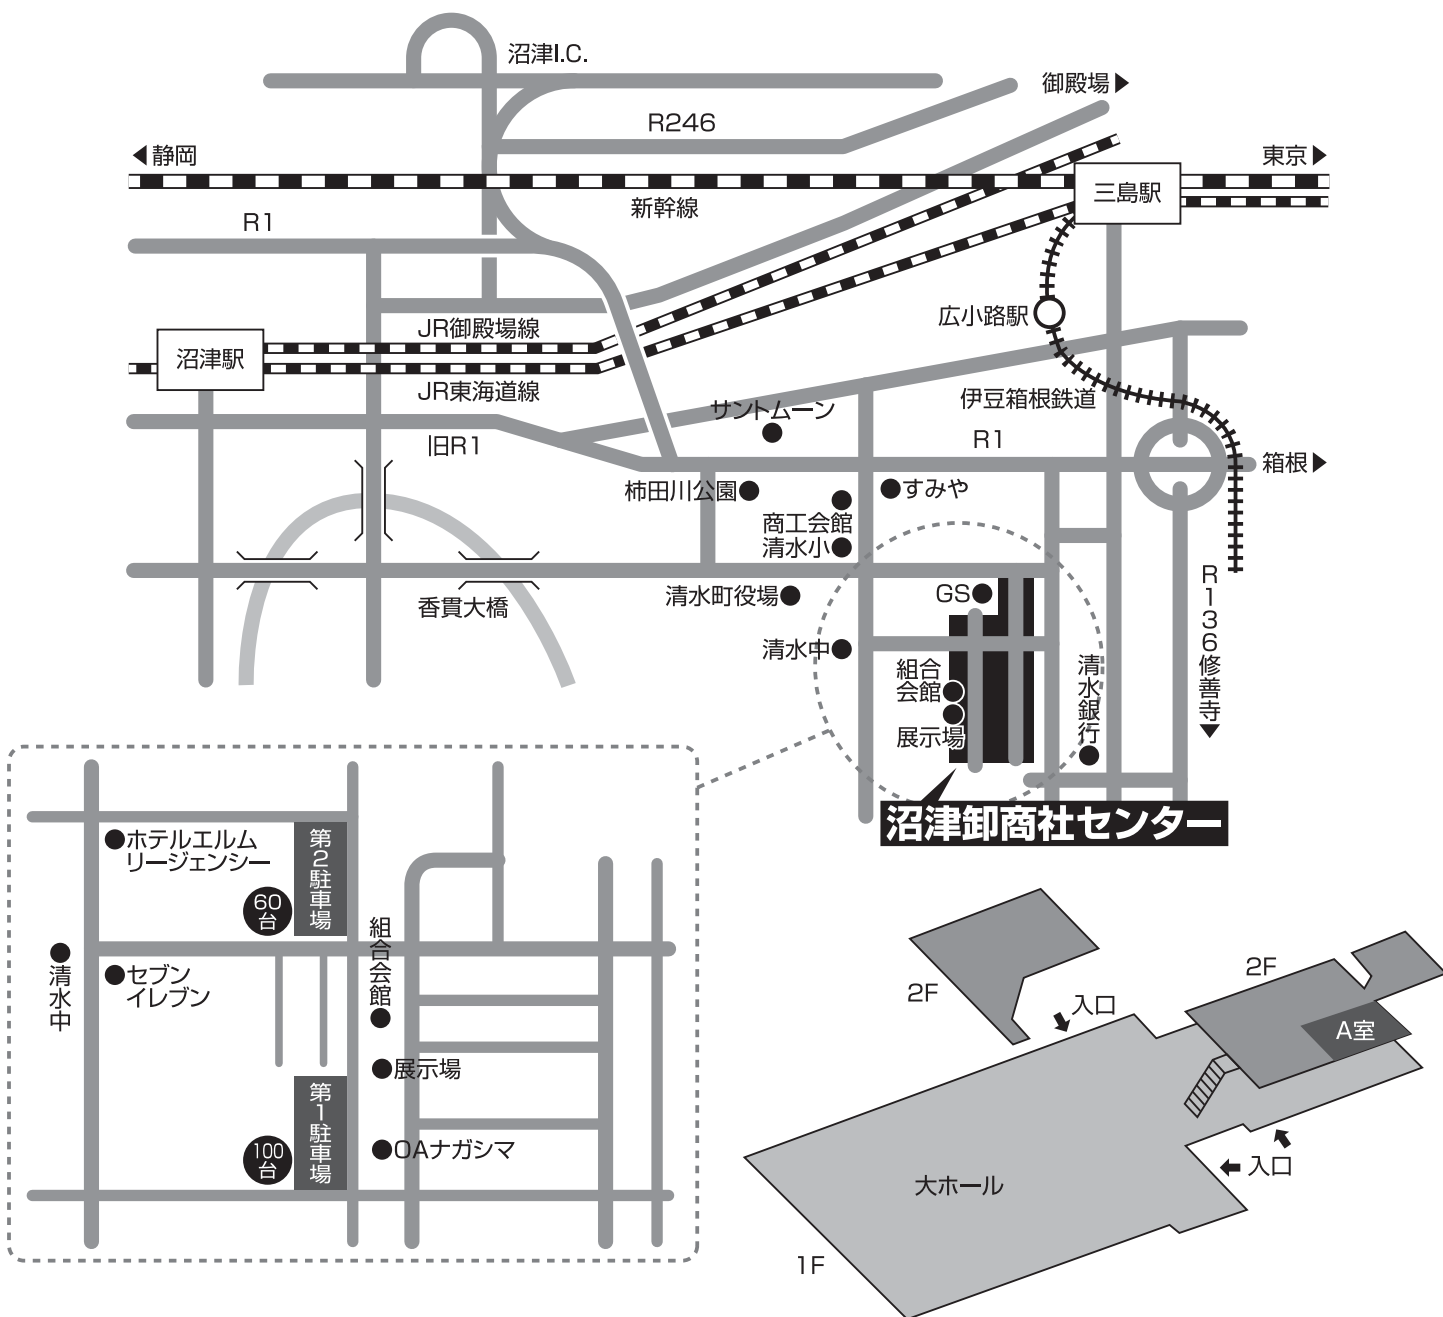 沼津I.C.
御殿場▶
R246
◀静岡
東京▶
三島駅
新幹線
R1
広小路駅
JR御殿場線
沼津駅
JR東海道線
伊豆箱根鉄道
サントムーン
旧R1
R1
箱根▶
柿田川公園
すみや
商工会館
清水小
香貫大橋
清水町役場
GS
R136修善寺▼
清水中
組合
会館
清水銀行
展示場
沼津卸商社センター
ホテルエルム
リージェンシー
第2駐車場
60
台
組合会館
清水中
セブン
イレブン
展示場
第1駐車場
100
台
OAナガシマ
2F
入口
2F
A室
入口
大ホール
1F